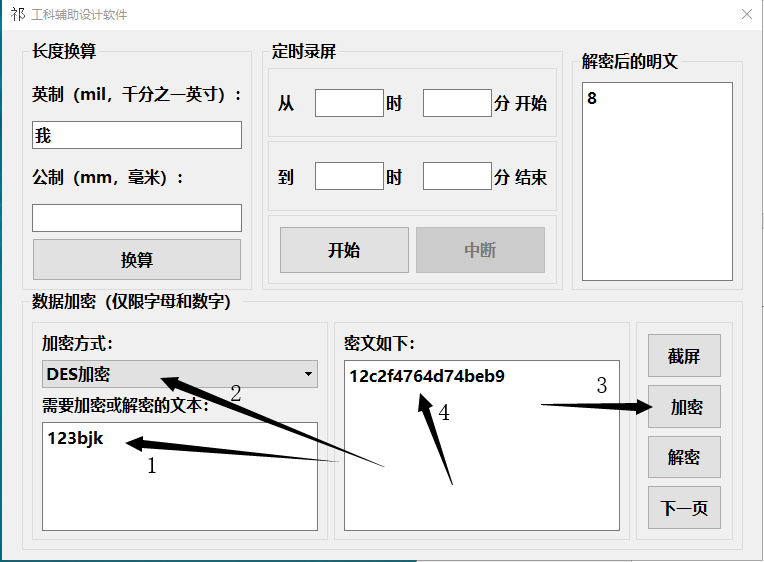 祁 工科辅助设计软件
长度换算
英制（mil，千分之一英寸）：
我
公制（mm，毫米）：
换算
定时录屏
从 时 分 开始
到 时 分 结束
开始 中断
解密后的明文
8
数据加密（仅限字母和数字）
加密方式：
DES加密
2
需要加密或解密的文本：
123bjk
1
密文如下：
12c2f4764d74beb9
4
3
截屏
加密
解密
下一页